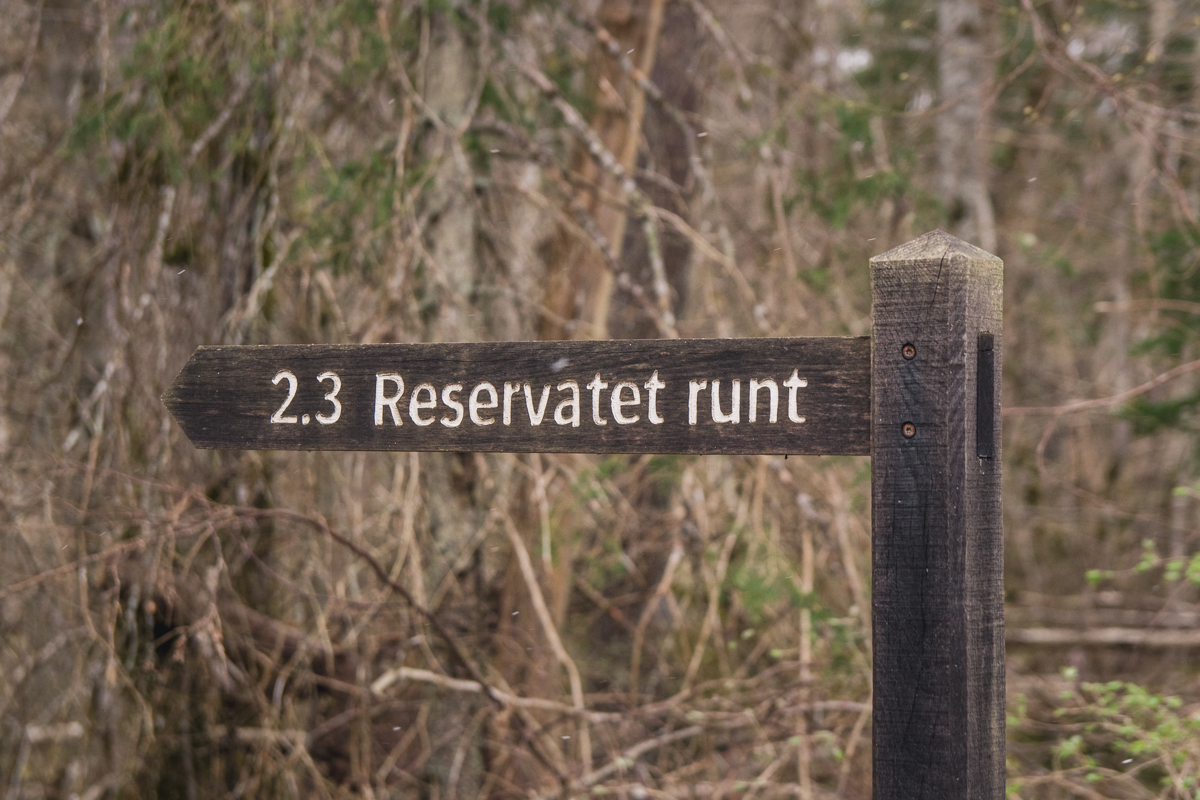 2.3 Reservatet runt